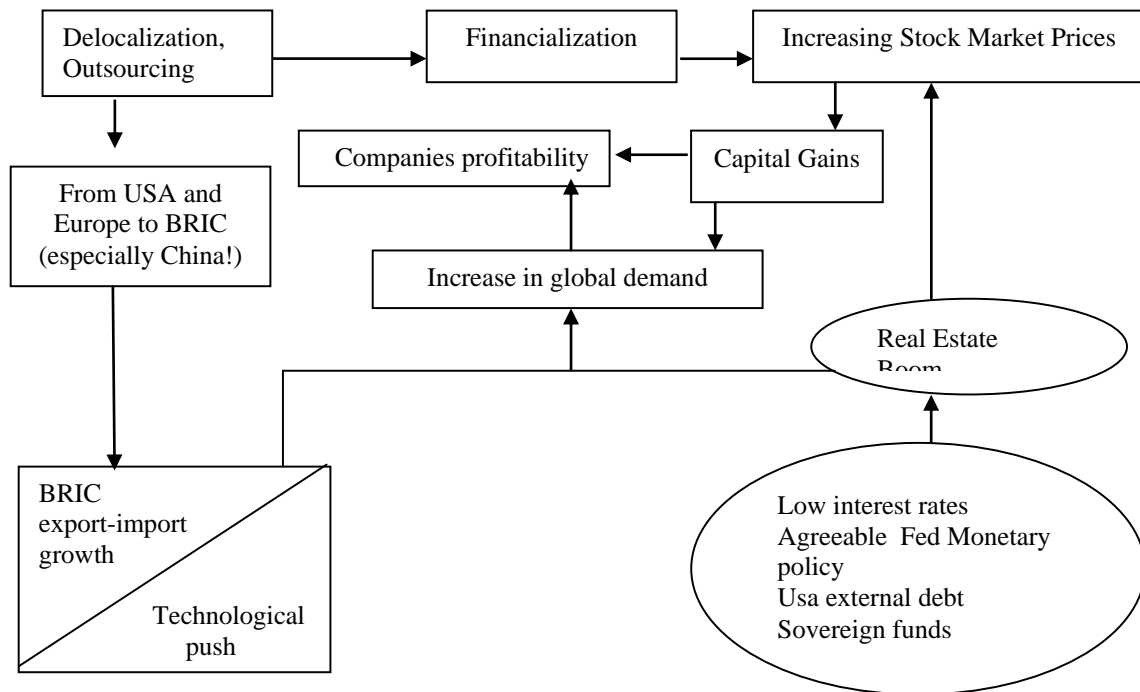 Delocalization,
Outsourcing
Financialization
Increasing Stock Market Prices
Companies profitability
Capital Gains
From USA and
Europe to BRIC
(especially China!)
Increase in global demand
Real Estate
Boom
BRIC
export-import
growth
Technological
push
Low interest rates
Agreeable Fed Monetary
policy
Usa external debt
Sovereign funds